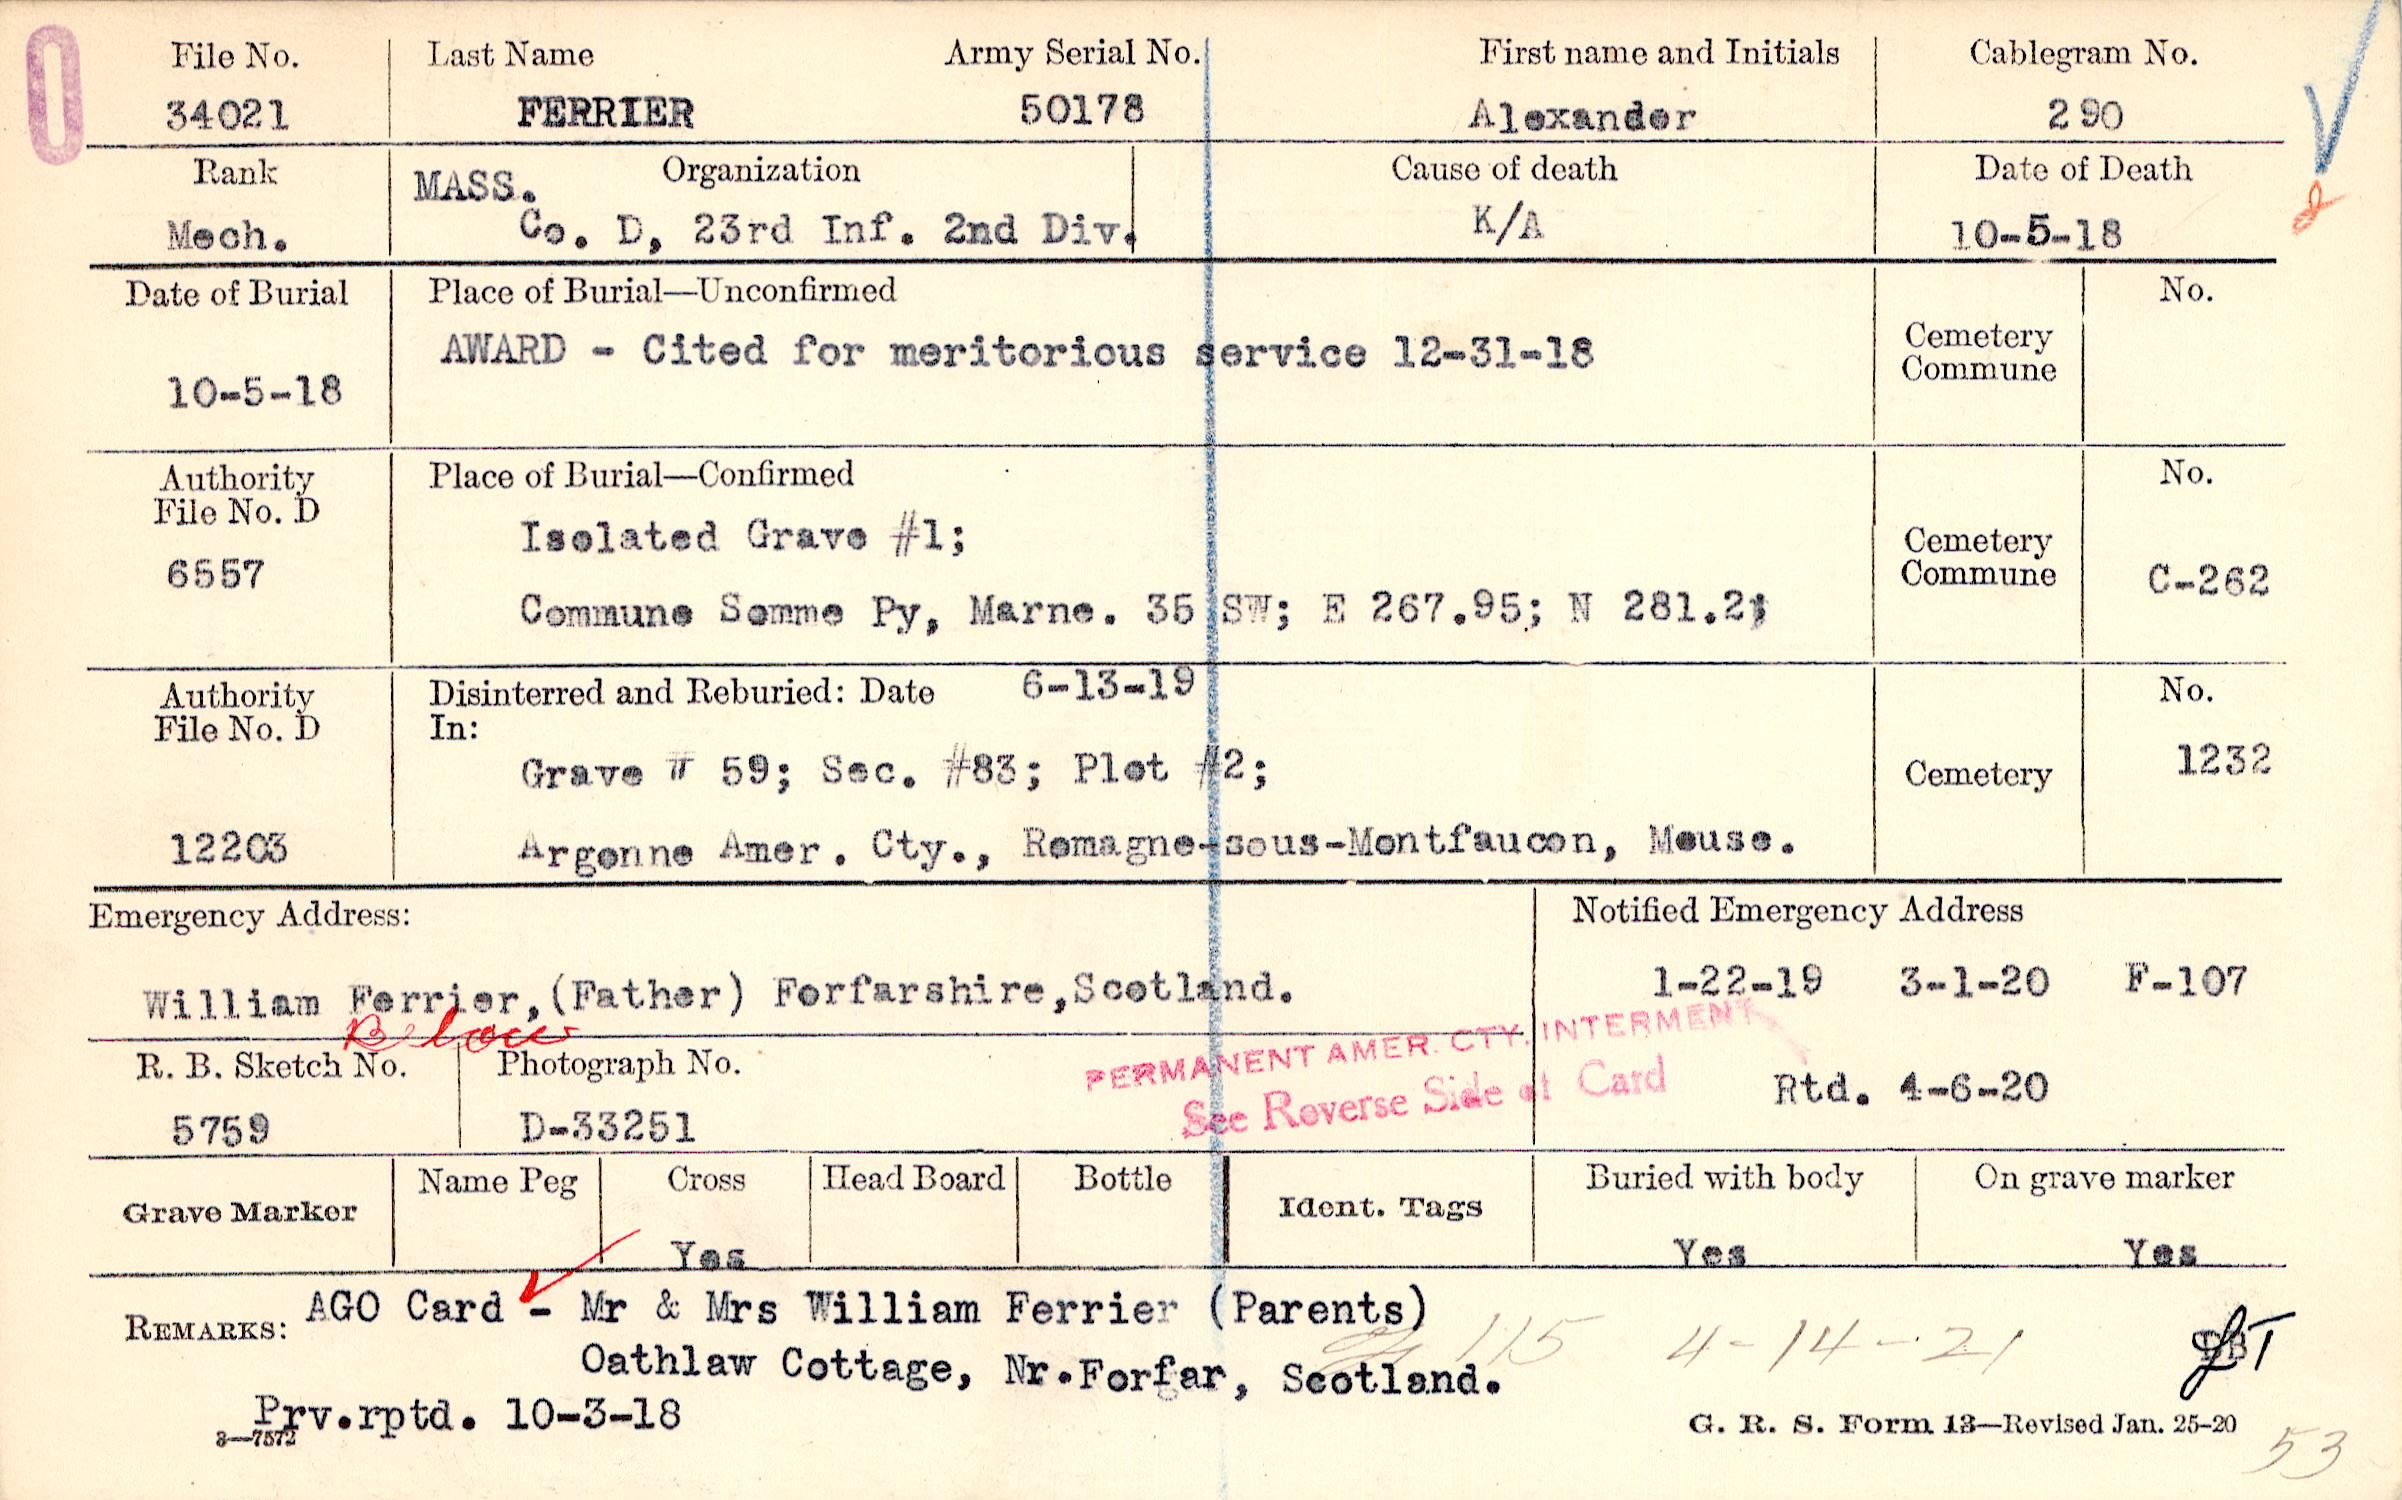 0
File No. Last Name Army Serial No. First name and Initials Cablegram No.
34021 FERRIER 50178 Alexander 290
Rank Organization Cause of death Date of Death
MASS.
Mech. Co. D, 23rd Inf. 2nd Div. K/A 10-5-18
Date of Burial Place of Burial—Unconfirmed No.
AWARD - Cited for meritorious service 12-31-18 Cemetery
Commune
10-5-18
Authority Place of Burial—Confirmed No.
File No. D
Isolated Grave #1; Cemetery
6557 Commune C-262
Commune Somme Py, Marne. 35 SW; E 267.95; N 281.2;
Authority Disinterred and Reburied: Date 6-13-19 No.
File No. D In:
Grave # 59; Sec. #83; Plot #2; Cemetery 1232
12203 Argonne Amer. Cty., Romagne-sous-Montfaucon, Meuse.
Emergency Address: Notified Emergency Address
William Ferrier,(Father) Forfarshire,Scotland. 1-22-19 3-1-20 F-107
Below
PERMANENT AMER. CTY. INTERMENT
R. B. Sketch No. Photograph No.
See Reverse Side of Card Rtd. 4-6-20
5759 D-33251
Grave Marker Name Peg Cross Head Board Bottle Ident. Tags Buried with body On grave marker
Yes Yes Yes
REMARKS: AGO Card - Mr & Mrs William Ferrier (Parents)
115 4-14-21
Oathlaw Cottage, Nr.Forfar, Scotland.
Prv.rptd. 10-3-18
3—7572 G. R. S. Form 13—Revised Jan. 25-20
53